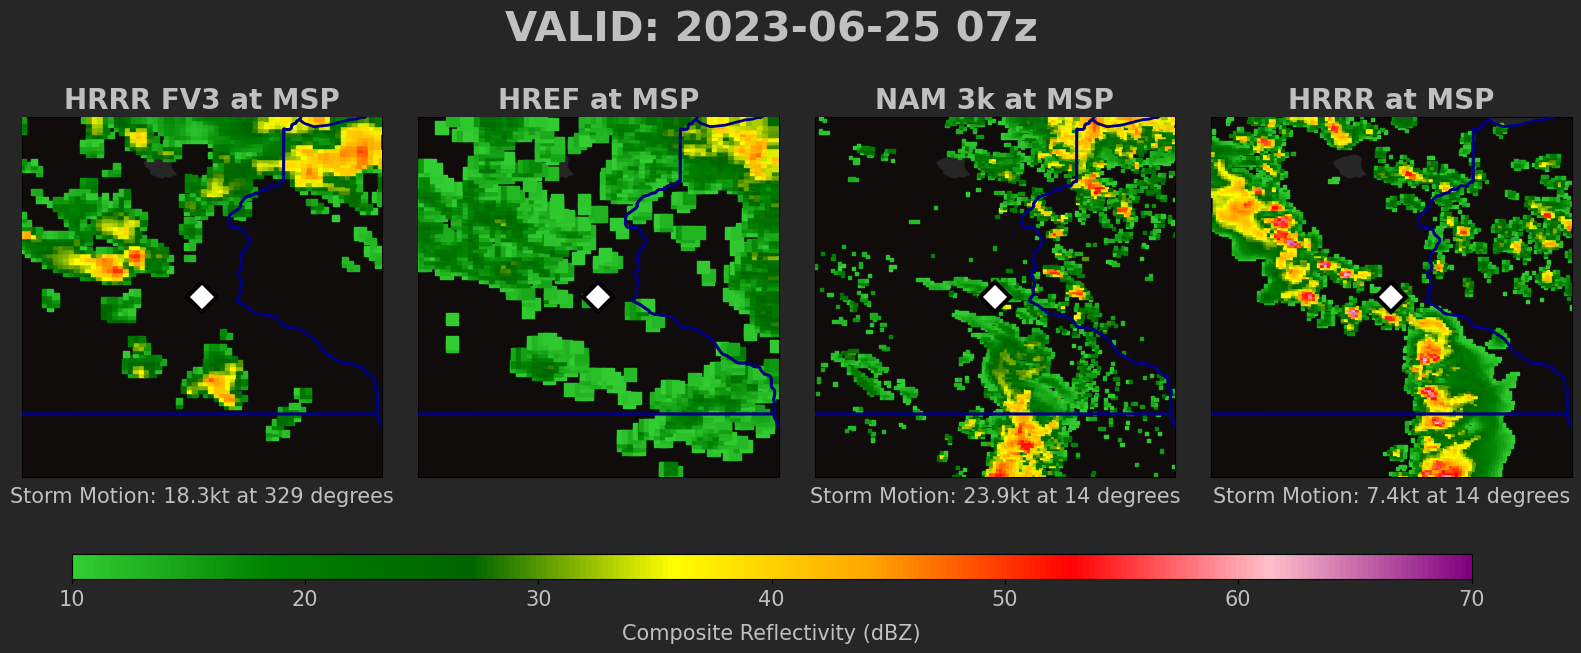 VALID: 2023-06-25 07z
HRRR FV3 at MSP
HREF at MSP
NAM 3k at MSP
HRRR at MSP
Storm Motion: 18.3kt at 329 degrees
Storm Motion: 23.9kt at 14 degrees
Storm Motion: 7.4kt at 14 degrees
10 20 30 40 50 60 70
Composite Reflectivity (dBZ)